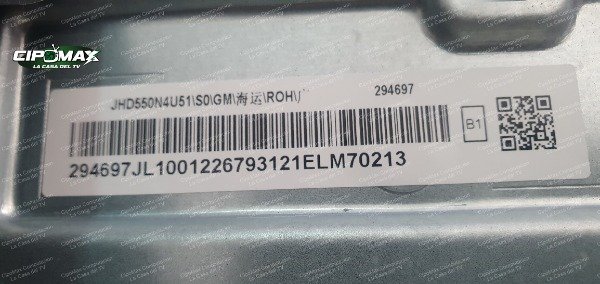 CIPOMAX
LA CASA DEL TV
JHD550N4U51\S0\GM\海运\ROH\
294697
B1
294697JL1001226793121ELM70213